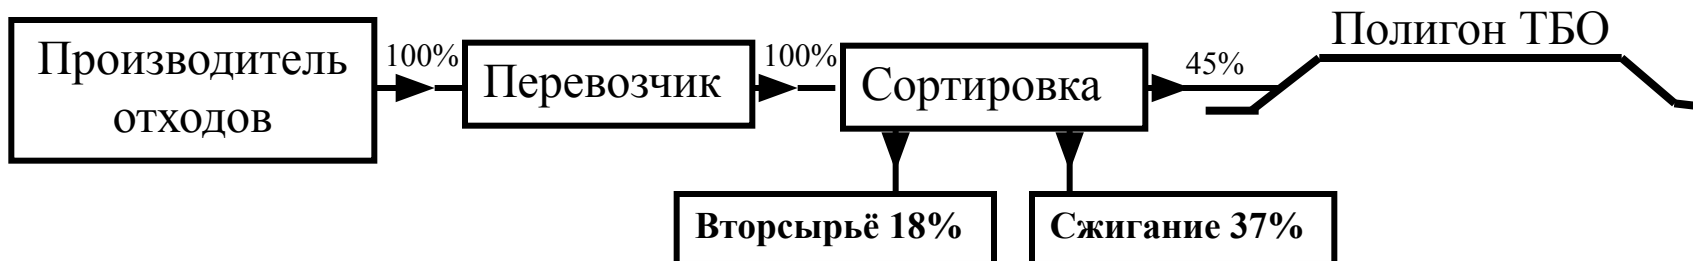 Производитель
отходов
100%
Перевозчик
100%
Сортировка
45%
Полигон ТБО
Вторсырьё 18%
Сжигание 37%